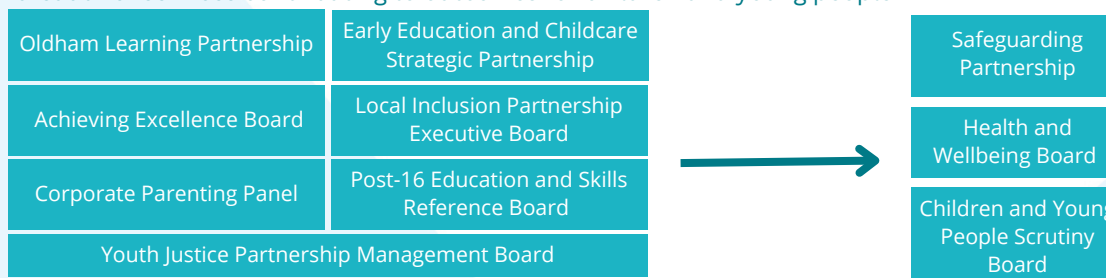 Oldham Learning Partnership
Early Education and Childcare
Strategic Partnership
Achieving Excellence Board
Local Inclusion Partnership
Executive Board
Corporate Parenting Panel
Post-16 Education and Skills
Reference Board
Youth Justice Partnership Management Board
Safeguarding
Partnership
Health and
Wellbeing Board
Children and Young
People Scrutiny
Board